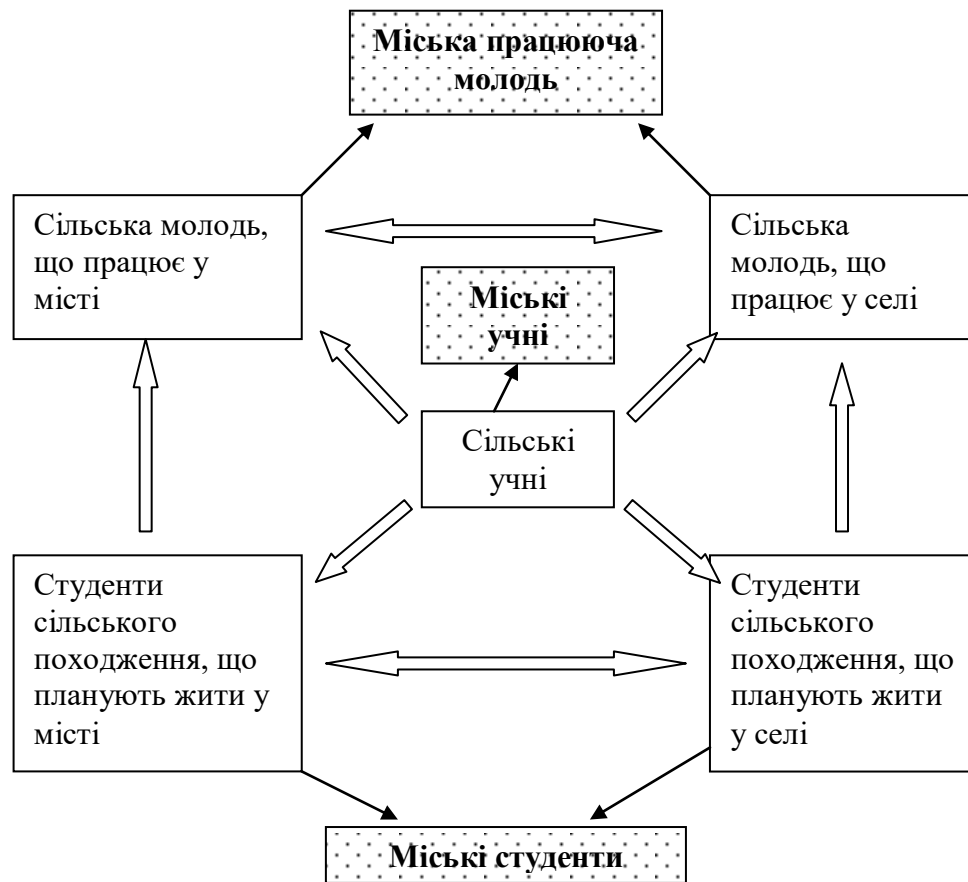 Міська працююча
молодь
Сільська молодь,
що працює у
місті
Сільська
молодь, що
працює у селі
Міські
учні
Сільські
учні
Студенти
сільського
походження, що
планують жити у
місті
Студенти
сільського
походження, що
планують жити
у селі
Міські студенти